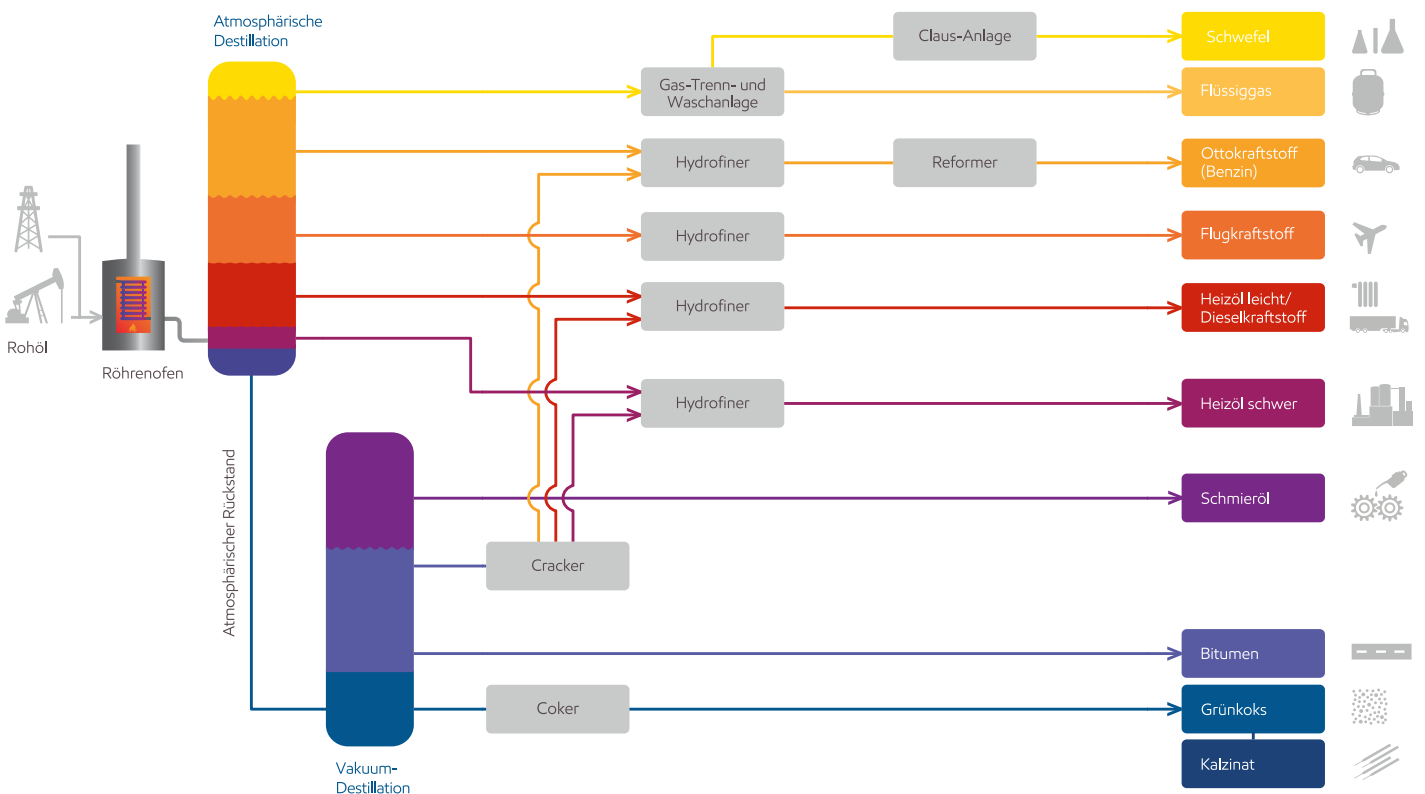 Atmosphärische
Destillation
Claus-Anlage
Schwefel
Gas-Trenn- und
Waschanlage
Flüssiggas
Hydrofiner
Reformer
Ottokraftstoff
(Benzin)
Hydrofiner
Flugkraftstoff
Hydrofiner
Heizöl leicht/
Dieselkraftstoff
Rohöl
Röhrenofen
Hydrofiner
Heizöl schwer
Atmosphärischer Rückstand
Schmieröl
Cracker
Bitumen
Coker
Grünkoks
Kalzinat
Vakuum-
Destillation